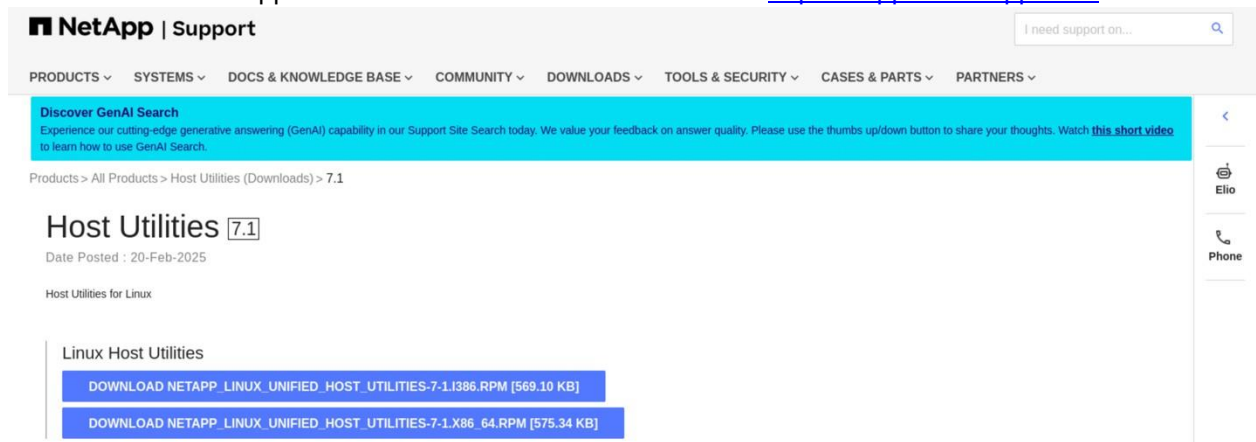 NetApp | Support
I need support on...
PRODUCTS SYSTEMS DOCS & KNOWLEDGE BASE COMMUNITY DOWNLOADS TOOLS & SECURITY CASES & PARTS PARTNERS
Discover GenAI Search
Experience our cutting-edge generative answering (GenAI) capability in our Support Site Search today. We value your feedback on answer quality. Please use the thumbs up/down button to share your thoughts. Watch this short video
to learn how to use GenAI Search.
Products > All Products > Host Utilities (Downloads) > 7.1
Elio
Host Utilities 7.1
Date Posted : 20-Feb-2025
Phone
Host Utilities for Linux
Linux Host Utilities
DOWNLOAD NETAPP_LINUX_UNIFIED_HOST_UTILITIES-7-1.I386.RPM [569.10 KB]
DOWNLOAD NETAPP_LINUX_UNIFIED_HOST_UTILITIES-7-1.X86_64.RPM [575.34 KB]